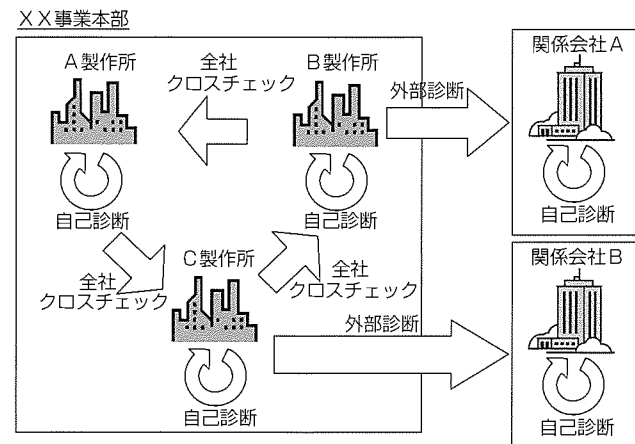 ××事業本部
A製作所
全社
クロスチェック
B製作所
外部診断
関係会社A
自己診断
自己診断
自己診断
全社
クロスチェック
C製作所
全社
クロスチェック
外部診断
関係会社B
自己診断
自己診断